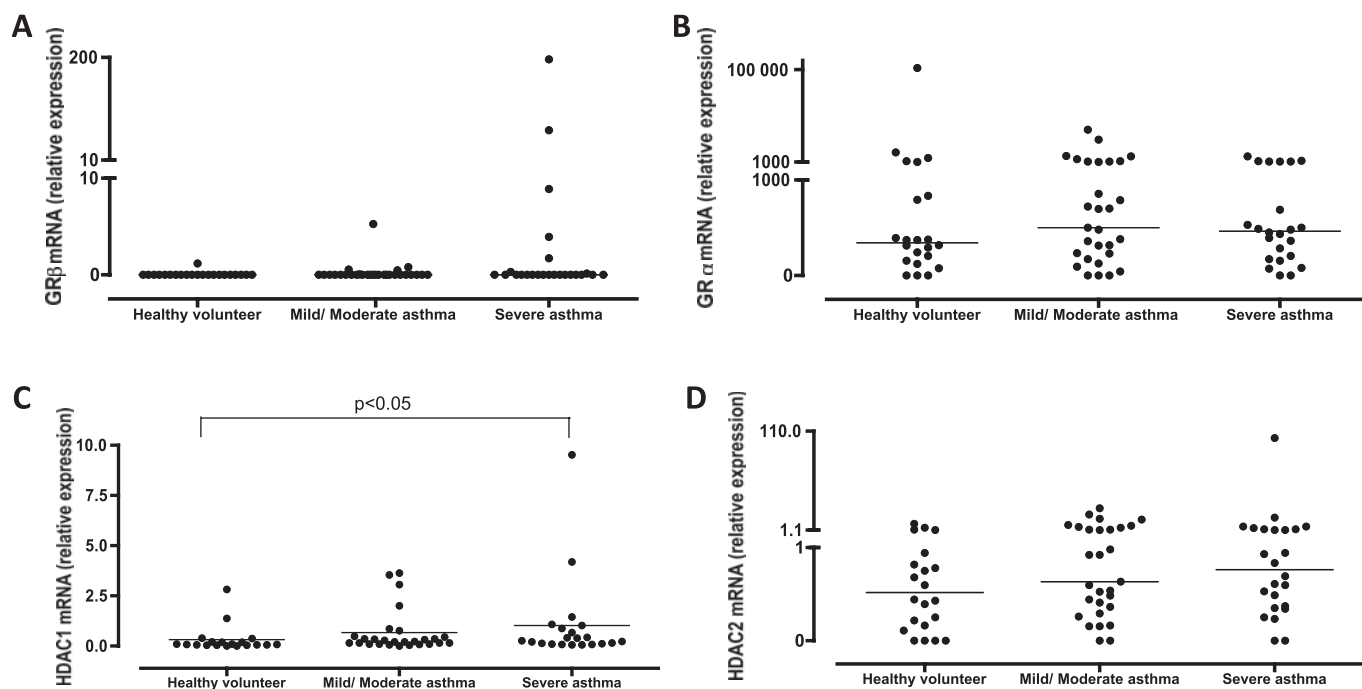 A
GRβ mRNA (relative expression)
200
10
10
0
Healthy volunteer
Mild/ Moderate asthma
Severe asthma
B
GR α mRNA (relative expression)
100 000
1000
1000
0
Healthy volunteer
Mild/ Moderate asthma
Severe asthma
C
HDAC1 mRNA (relative expression)
p<0.05
10.0
7.5
5.0
2.5
0.0
Healthy volunteer
Mild/ Moderate asthma
Severe asthma
D
HDAC2 mRNA (relative expression)
110.0
1.1
1
0
Healthy volunteer
Mild/ Moderate asthma
Severe asthma